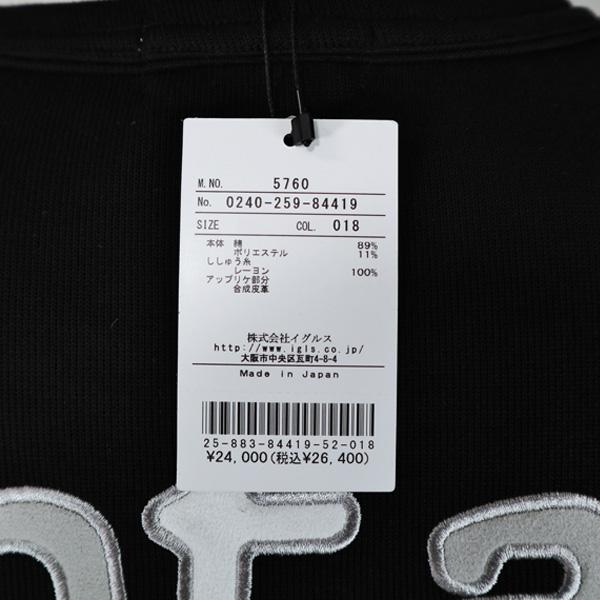 M.NO. 5760
No. 0240-259-84419
SIZE COL. 018
本体 綿 89%
ポリエステル 11%
ししゅう糸
レーヨン 100%
アップリケ部分
合成皮革
株式会社イグルス
http://www.igls.co.jp/
大阪市中央区瓦町4-8-4
Made in Japan
25-883-84419-52-018
¥24,000(税込¥26,400)